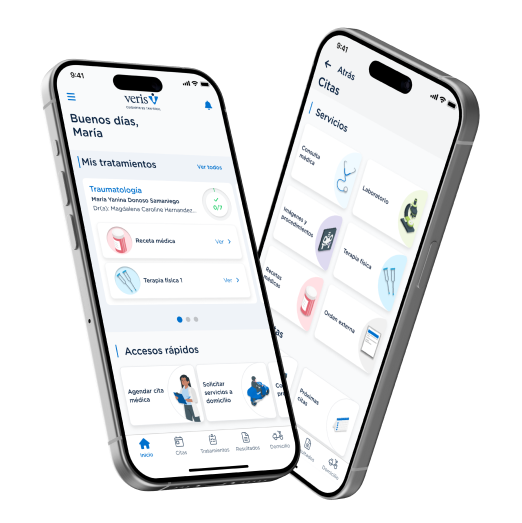 9:41
veris
Buenos días,
María
Mis tratamientos
Ver todos
Traumatología
María Yanina Donoso Samaniego
Dr(a): Magdalena Carolina Hernandez...
0/7
Receta médica
Ver
Terapia física 1
Ver
Accesos rápidos
Agendar cita
médica
Solicitar
servicios a
domicilio
Inicio
Citas
Tratamientos
Resultados
Domicilio
9:41
Atrás
Citas
Servicios
Consulta
médica
Laboratorio
Imágenes y
procedimientos
Terapia física
Recetas
médicas
Orden externa
Próximas
citas
Domicilio